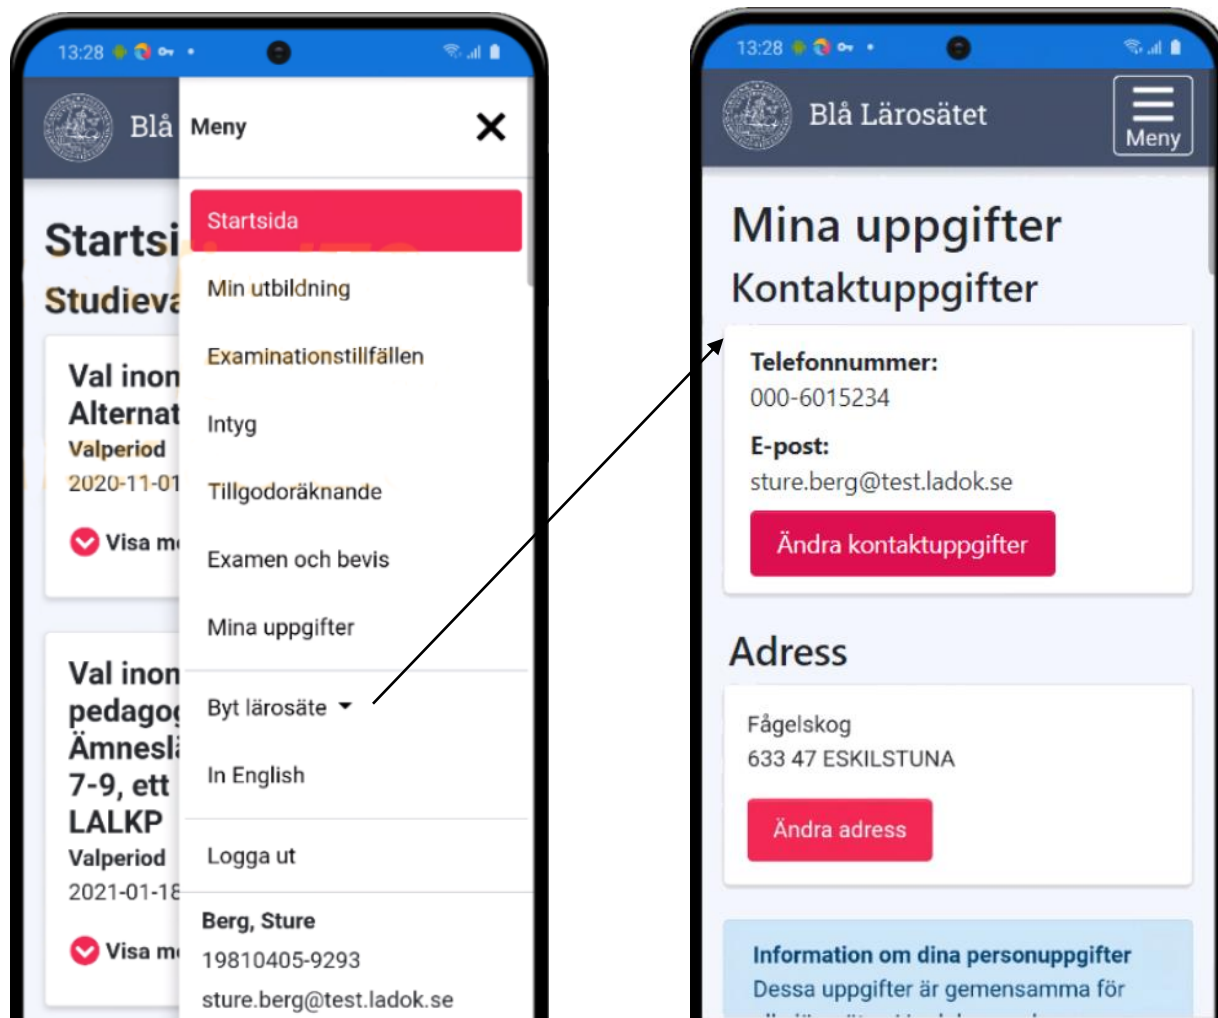 13:28
Blå
Meny
Startsida
Startsi
Min utbildning
Studieva
Examinationstillfällen
Val inom
Alternat
Intyg
Valperiod
2020-11-01
Tillgodoräknande
Visa me
Examen och bevis
Mina uppgifter
Val inom
pedagog
Ämneslä
7-9, ett
LALKP
Byt lärosäte
In English
Valperiod
2021-01-18
Logga ut
Berg, Sture
Visa me
19810405-9293
sture.berg@test.ladok.se
13:28
Blå Lärosätet
Meny
Mina uppgifter
Kontaktuppgifter
Telefonnummer:
000-6015234
E-post:
sture.berg@test.ladok.se
Ändra kontaktuppgifter
Adress
Fågelskog
633 47 ESKILSTUNA
Ändra adress
Information om dina personuppgifter
Dessa uppgifter är gemensamma för